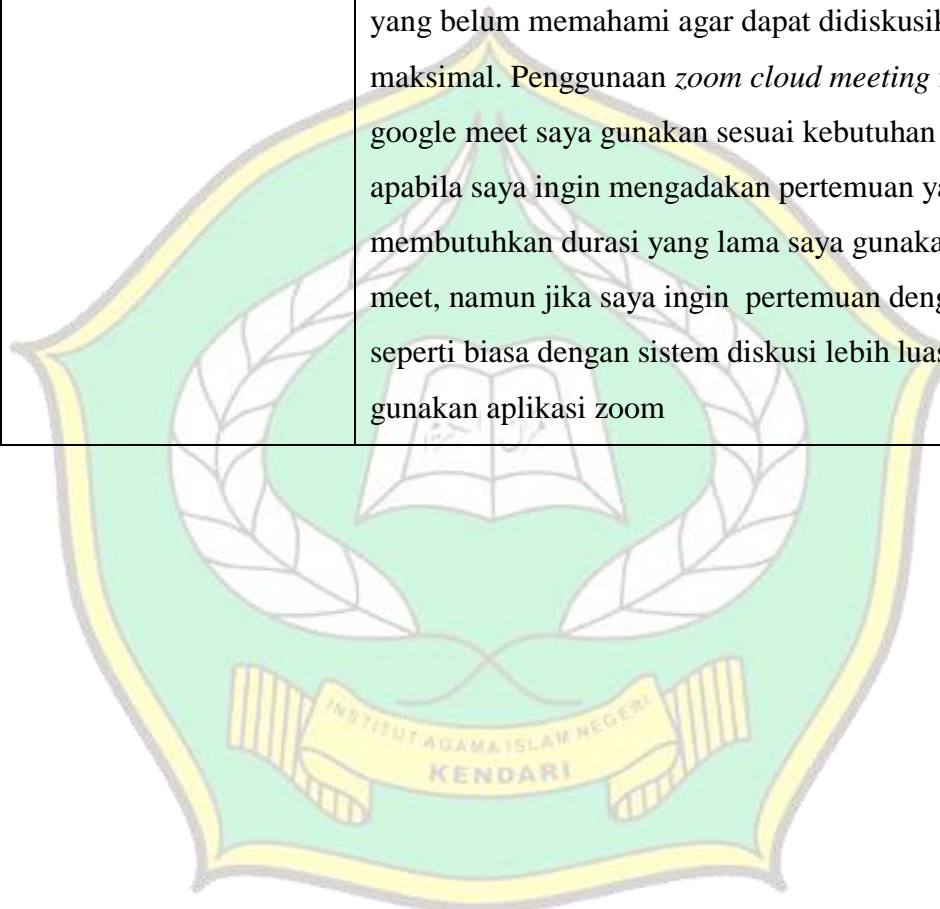 yang belum memahami agar dapat didiskusik
maksimal. Penggunaan zoom cloud meeting
google meet saya gunakan sesuai kebutuhan
apabila saya ingin mengadakan pertemuan ya
membutuhkan durasi yang lama saya gunaka
meet, namun jika saya ingin pertemuan deng
seperti biasa dengan sistem diskusi lebih luas
gunakan aplikasi zoom
INSTITUT AGAMA ISLAM NEGERI
KENDARI